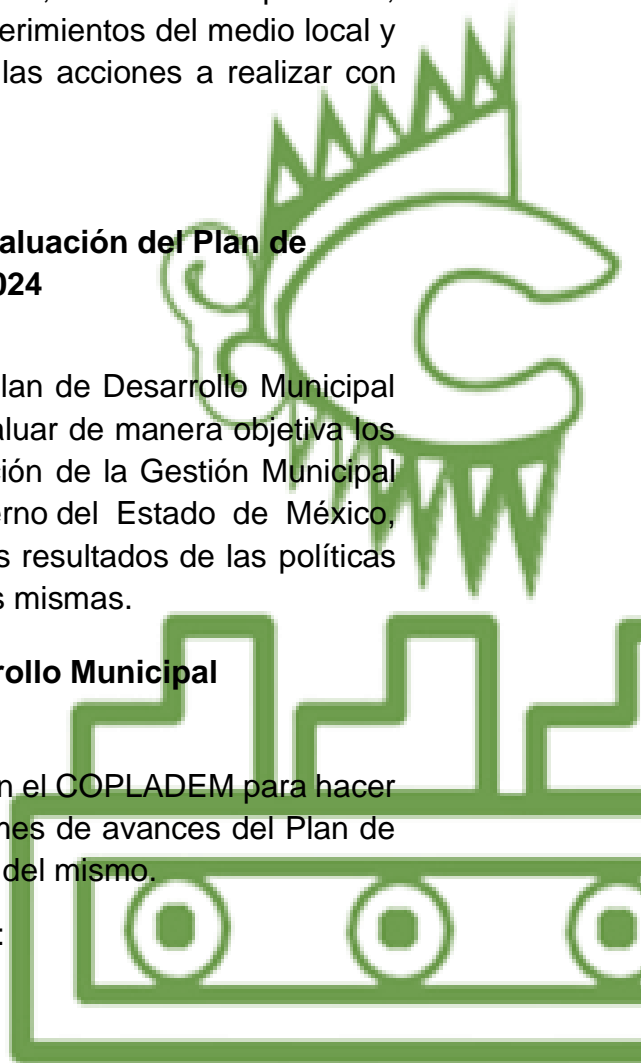 erimientos del medio local y
las acciones a realizar con
aluación del Plan de
024
lan de Desarrollo Municipal
aluar de manera objetiva los
ción de la Gestión Municipal
erno del Estado de México,
s resultados de las políticas
s mismas.
rollo Municipal
n el COPLADEM para hacer
nes de avances del Plan de
del mismo.
: